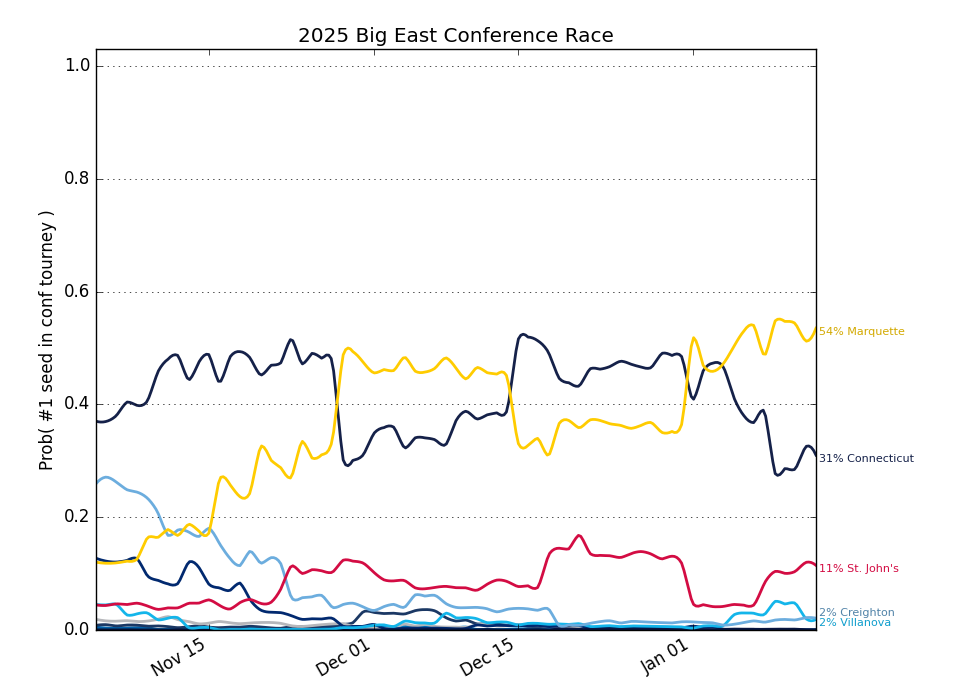 2025 Big East Conference Race
Prob( #1 seed in conf tourney )
1.0
0.8
0.6
0.4
0.2
0.0
54% Marquette
31% Connecticut
11% St. John's
2% Creighton
2% Villanova
Nov 15
Dec 01
Dec 15
Jan 01